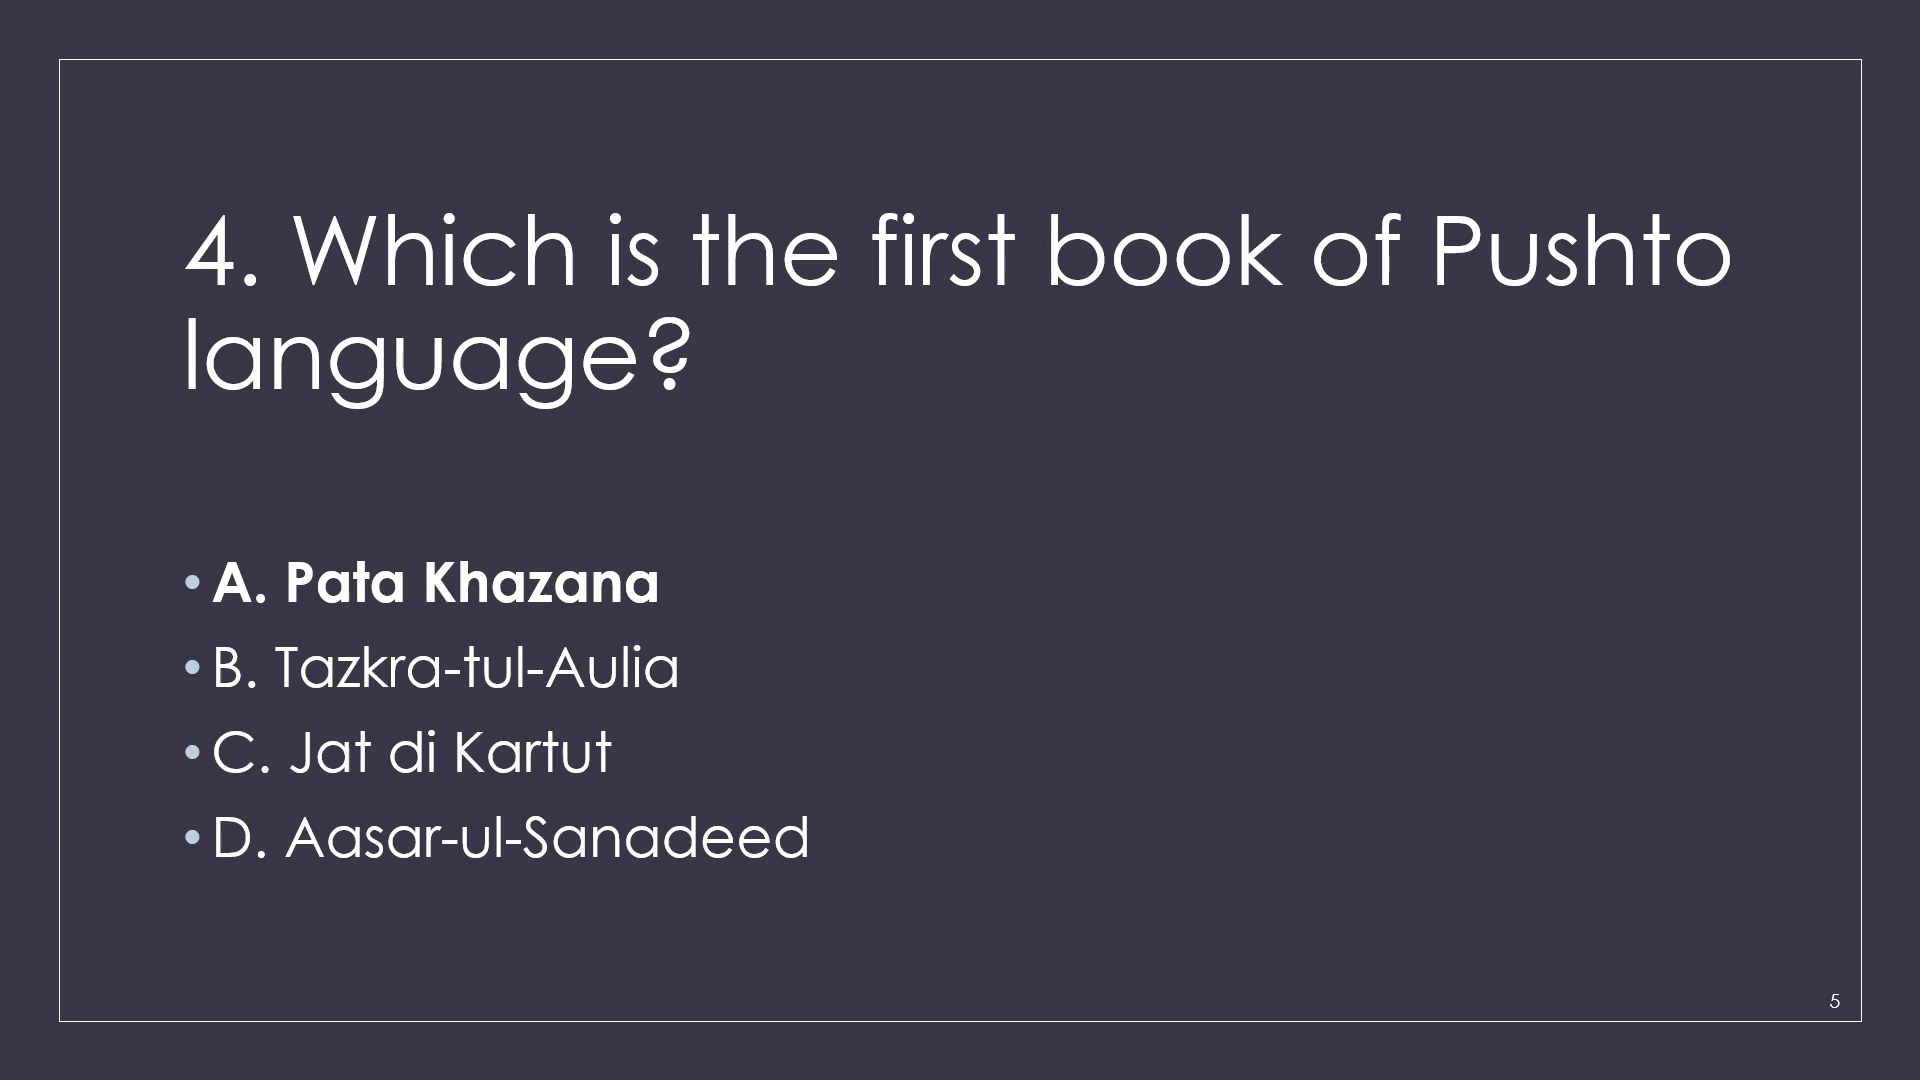 4. Which is the first book of Pushto
language?
• A. Pata Khazana
• B. Tazkra-tul-Aulia
• C. Jat di Kartut
• D. Aasar-ul-Sanadeed
5